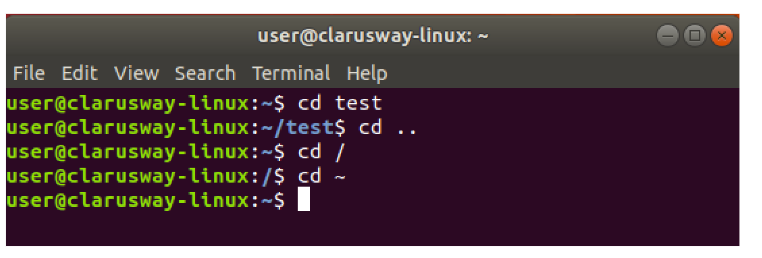 user@clarusway-linux: ~
File Edit View Search Terminal Help
user@clarusway-linux:~$ cd test
user@clarusway-linux:~/test$ cd ..
user@clarusway-linux:~$ cd /
user@clarusway-linux:/$ cd ~
user@clarusway-linux:~$